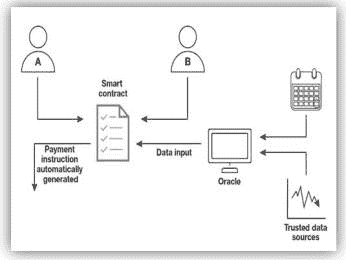 A
B
Smart
contract
Payment
instruction
automatically
generated
Data input
Oracle
Trusted data
sources